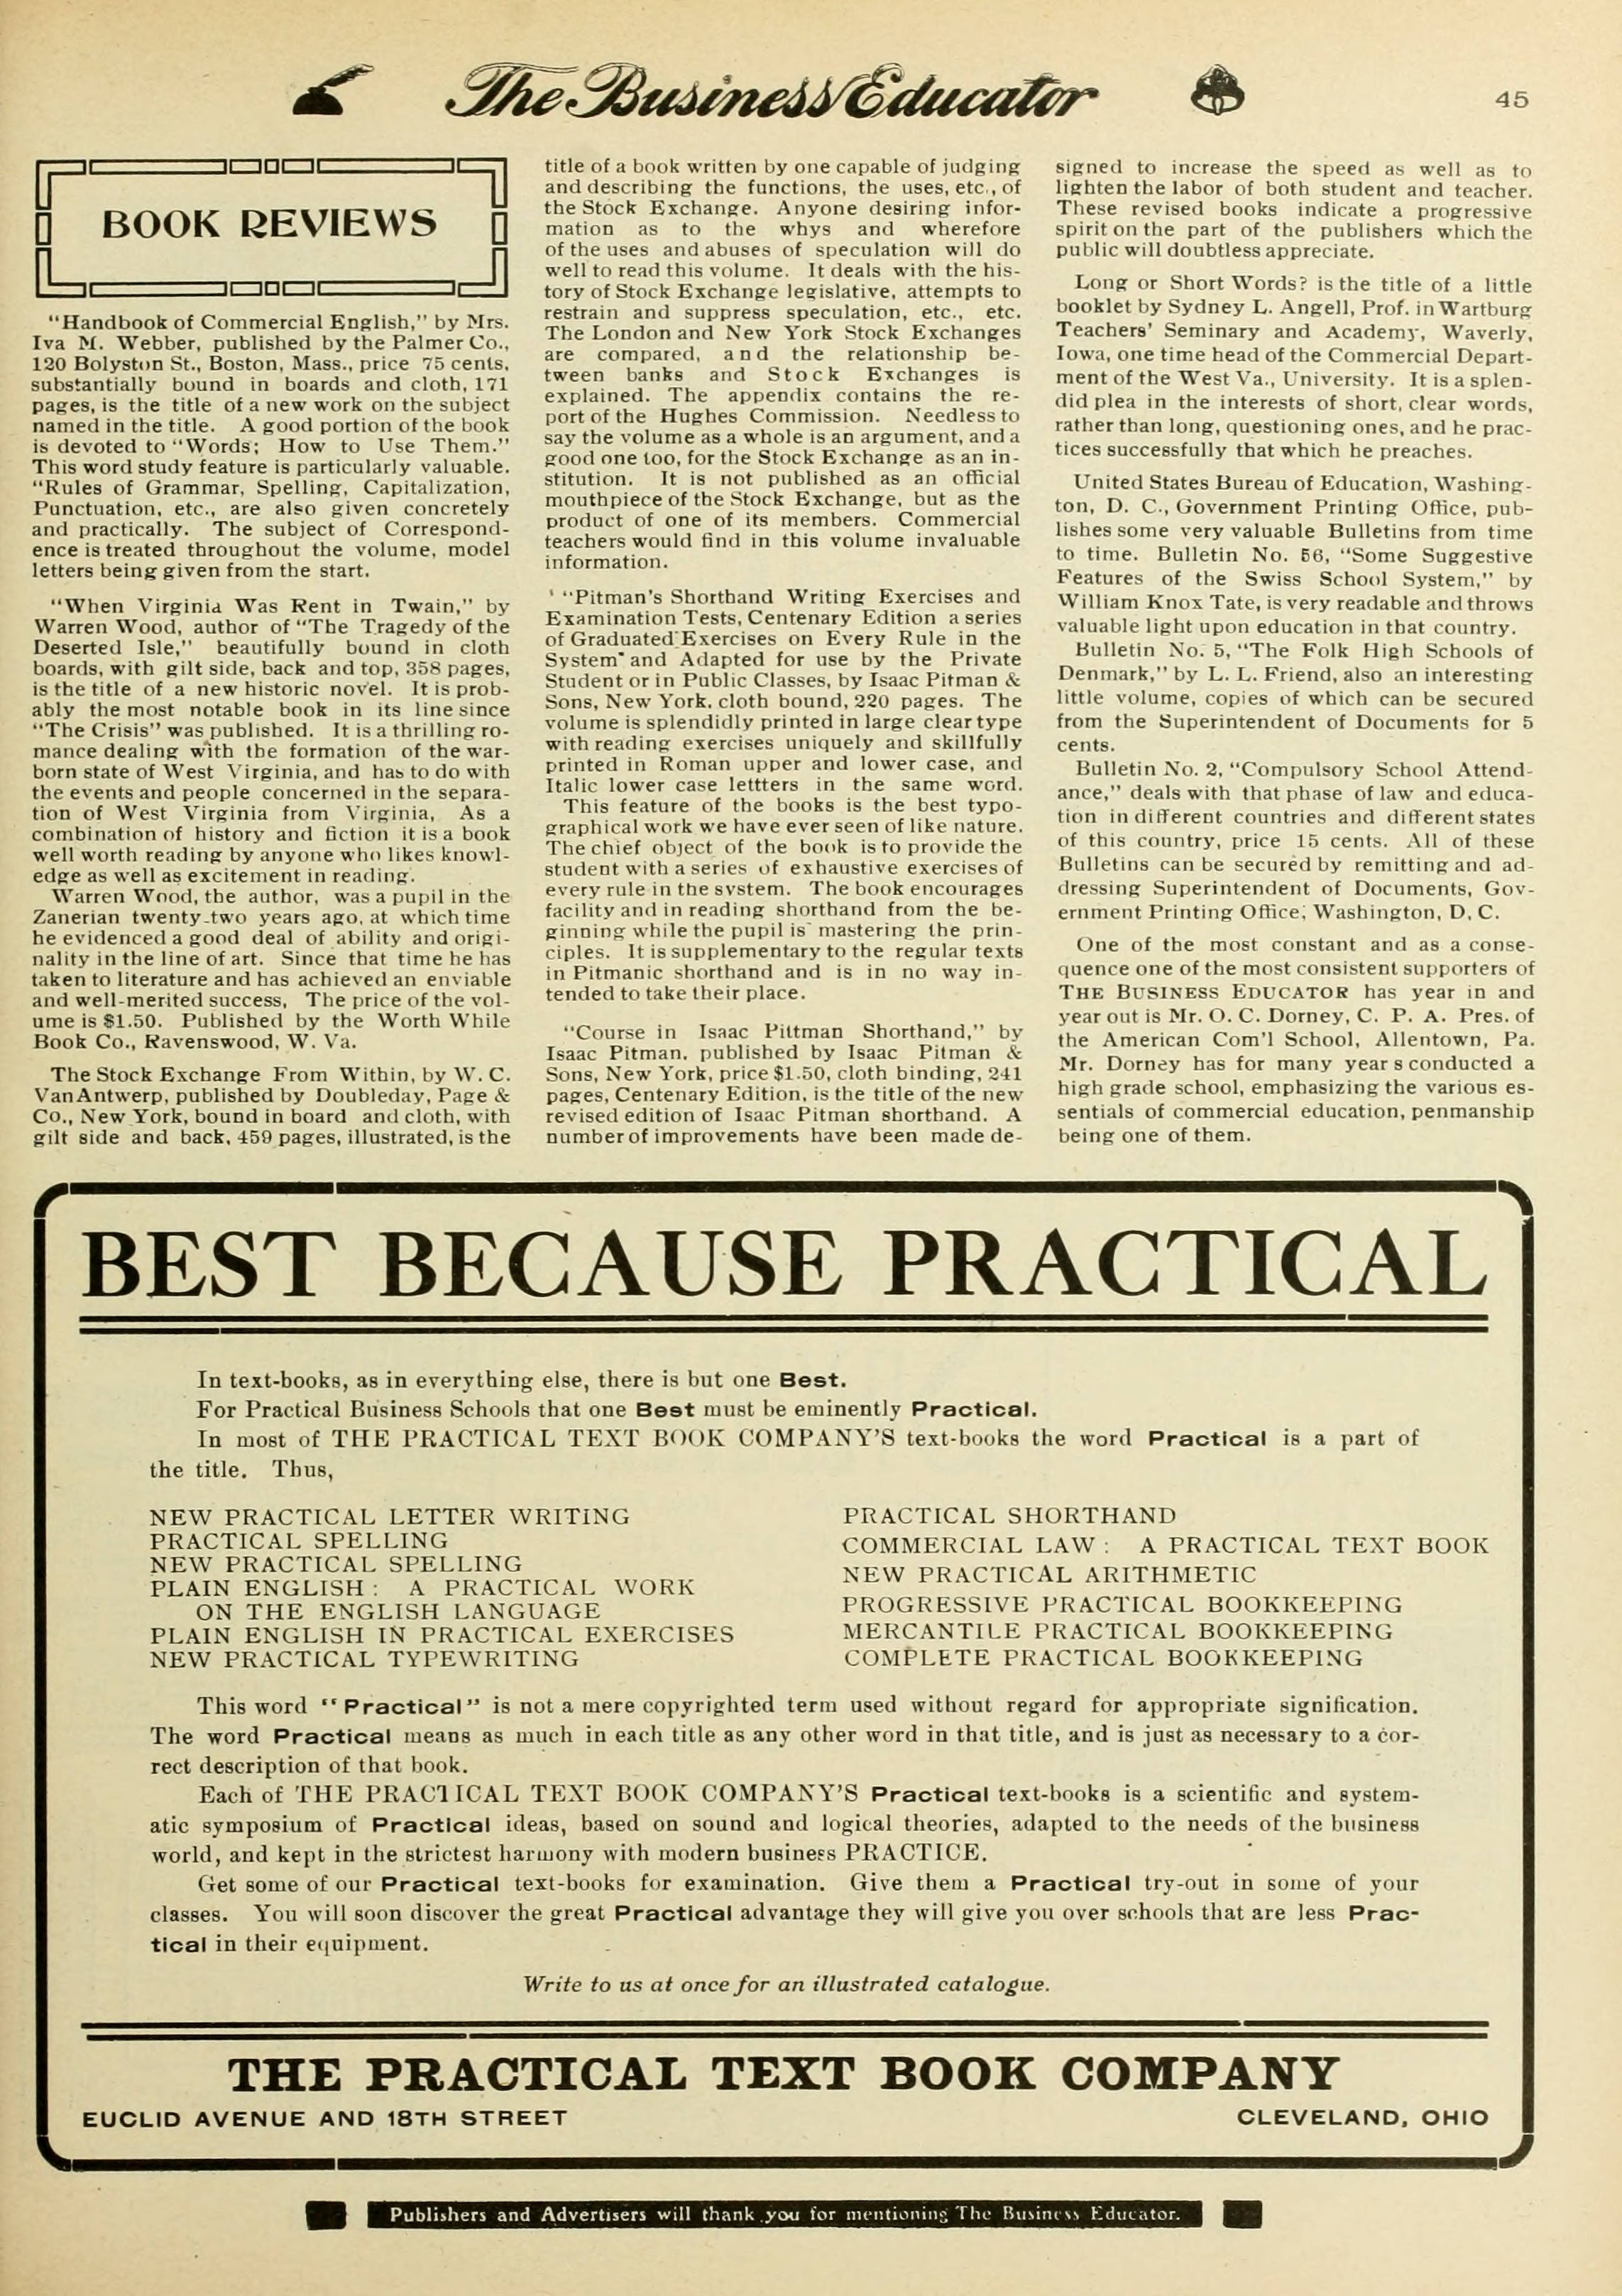 The Business Educator
45
BOOK REVIEWS
"Handbook of Commercial English," by Mrs.
Iva M. Webber, published by the Palmer Co.,
120 Bolyston St., Boston, Mass., price 75 cents,
substantially bound in boards and cloth, 171
pages, is the title of a new work on the subject
named in the title. A good portion of the book
is devoted to "Words; How to Use Them."
This word study feature is particularly valuable.
"Rules of Grammar, Spelling, Capitalization,
Punctuation, etc., are also given concretely
and practically. The subject of Correspond-
ence is treated throughout the volume, model
letters being given from the start.
"When Virginia Was Rent in Twain," by
Warren Wood, author of "The Tragedy of the
Deserted Isle," beautifully bound in cloth
boards, with gilt side, back and top, 358 pages,
is the title of a new historic novel. It is prob-
ably the most notable book in its line since
"The Crisis" was published. It is a thrilling ro-
mance dealing with the formation of the war-
born state of West Virginia, and has to do with
the events and people concerned in the separa-
tion of West Virginia from Virginia, As a
combination of history and fiction it is a book
well worth reading by anyone who likes knowl-
edge as well as excitement in reading.
Warren Wood, the author, was a pupil in the
Zanerian twenty-two years ago, at which time
he evidenced a good deal of ability and origi-
nality in the line of art. Since that time he has
taken to literature and has achieved an enviable
and well-merited success, The price of the vol-
ume is $1.50. Published by the Worth While
Book Co., Ravenswood, W. Va.
The Stock Exchange From Within, by W. C.
VanAntwerp, published by Doubleday, Page &
Co., New York, bound in board and cloth, with
gilt side and back, 459 pages, illustrated, is the
title of a book written by one capable of judging
and describing the functions, the uses, etc., of
the Stock Exchange. Anyone desiring infor-
mation as to the whys and wherefore
of the uses and abuses of speculation will do
well to read this volume. It deals with the his-
tory of Stock Exchange legislative, attempts to
restrain and suppress speculation, etc., etc.
The London and New York Stock Exchanges
are compared, and the relationship be-
tween banks and Stock Exchanges is
explained. The appendix contains the re-
port of the Hughes Commission. Needless to
say the volume as a whole is an argument, and a
good one too, for the Stock Exchange as an in-
stitution. It is not published as an official
mouthpiece of the Stock Exchange, but as the
product of one of its members. Commercial
teachers would find in this volume invaluable
information.
"Pitman's Shorthand Writing Exercises and
Examination Tests, Centenary Edition a series
of Graduated Exercises on Every Rule in the
System" and Adapted for use by the Private
Student or in Public Classes, by Isaac Pitman &
Sons, New York, cloth bound, 220 pages. The
volume is splendidly printed in large clear type
with reading exercises uniquely and skillfully
printed in Roman upper and lower case, and
Italic lower case lettters in the same word.
This feature of the books is the best typo-
graphical work we have ever seen of like nature.
The chief object of the book is to provide the
student with a series of exhaustive exercises of
every rule in the system. The book encourages
facility and in reading shorthand from the be-
ginning while the pupil is mastering the prin-
ciples. It is supplementary to the regular texts
in Pitmanic shorthand and is in no way in-
tended to take their place.
"Course in Isaac Pittman Shorthand," by
Isaac Pitman, published by Isaac Pitman &
Sons, New York, price $1.50, cloth binding, 241
pages, Centenary Edition, is the title of the new
revised edition of Isaac Pitman shorthand. A
number of improvements have been made de-
signed to increase the speed as well as to
lighten the labor of both student and teacher.
These revised books indicate a progressive
spirit on the part of the publishers which the
public will doubtless appreciate.
Long or Short Words? is the title of a little
booklet by Sydney L. Angell, Prof. in Wartburg
Teachers' Seminary and Academy, Waverly,
Iowa, one time head of the Commercial Depart-
ment of the West Va., University. It is a splen-
did plea in the interests of short, clear words,
rather than long, questioning ones, and he prac-
tices successfully that which he preaches.
United States Bureau of Education, Washing-
ton, D. C., Government Printing Office, pub-
lishes some very valuable Bulletins from time
to time. Bulletin No. 56, "Some Suggestive
Features of the Swiss School System," by
William Knox Tate, is very readable and throws
valuable light upon education in that country.
Bulletin No. 5, "The Folk High Schools of
Denmark," by L. L. Friend, also an interesting
little volume, copies of which can be secured
from the Superintendent of Documents for 5
cents.
Bulletin No. 2, "Compulsory School Attend-
ance," deals with that phase of law and educa-
tion in different countries and different states
of this country, price 15 cents. All of these
Bulletins can be secured by remitting and ad-
dressing Superintendent of Documents, Gov-
ernment Printing Office, Washington, D. C.
One of the most constant and as a conse-
quence one of the most consistent supporters of
THE BUSINESS EDUCATOR has year in and
year out is Mr. O. C. Dorney, C. P. A. Pres. of
the American Com'l School, Allentown, Pa.
Mr. Dorney has for many years conducted a
high grade school, emphasizing the various es-
sentials of commercial education, penmanship
being one of them.
BEST BECAUSE PRACTICAL
In text-books, as in everything else, there is but one Best.
For Practical Business Schools that one Best must be eminently Practical.
In most of THE PRACTICAL TEXT BOOK COMPANY'S text-books the word Practical is a part of
the title. Thus,
NEW PRACTICAL LETTER WRITING
PRACTICAL SPELLING
NEW PRACTICAL SPELLING
PLAIN ENGLISH: A PRACTICAL WORK
ON THE ENGLISH LANGUAGE
PLAIN ENGLISH IN PRACTICAL EXERCISES
NEW PRACTICAL TYPEWRITING
PRACTICAL SHORTHAND
COMMERCIAL LAW: A PRACTICAL TEXT BOOK
NEW PRACTICAL ARITHMETIC
PROGRESSIVE PRACTICAL BOOKKEEPING
MERCANTILE PRACTICAL BOOKKEEPING
COMPLETE PRACTICAL BOOKKEEPING
This word "Practical" is not a mere copyrighted term used without regard for appropriate signification.
The word Practical means as much in each title as any other word in that title, and is just as necessary to a cor-
rect description of that book.
Each of THE PRACTICAL TEXT BOOK COMPANY'S Practical text-books is a scientific and system-
atic symposium of Practical ideas, based on sound and logical theories, adapted to the needs of the business
world, and kept in the strictest harmony with modern business PRACTICE.
Get some of our Practical text-books for examination. Give them a Practical try-out in some of your
classes. You will soon discover the great Practical advantage they will give you over schools that are less Prac-
tical in their equipment.
Write to us at once for an illustrated catalogue.
THE PRACTICAL TEXT BOOK COMPANY
EUCLID AVENUE AND 18TH STREET
CLEVELAND, OHIO
Publishers and Advertisers will thank you for mentioning The Business Educator.